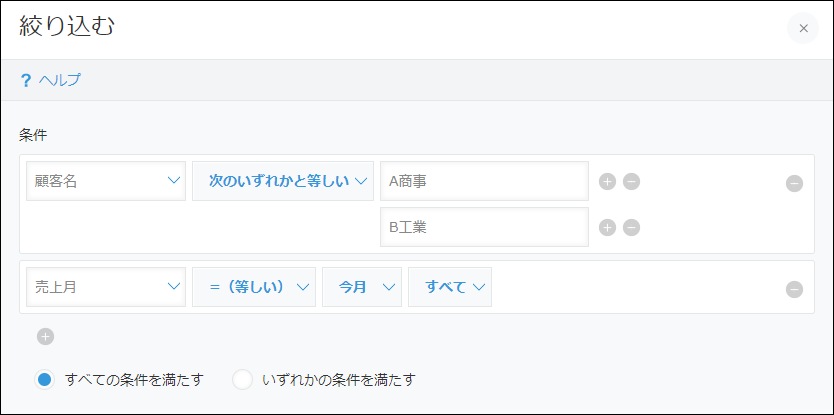 絞り込む
×
? ヘルプ
条件
顧客名 次のいずれかと等しい A商事
B工業
売上月 =（等しい） 今月 すべて
すべての条件を満たす いずれかの条件を満たす